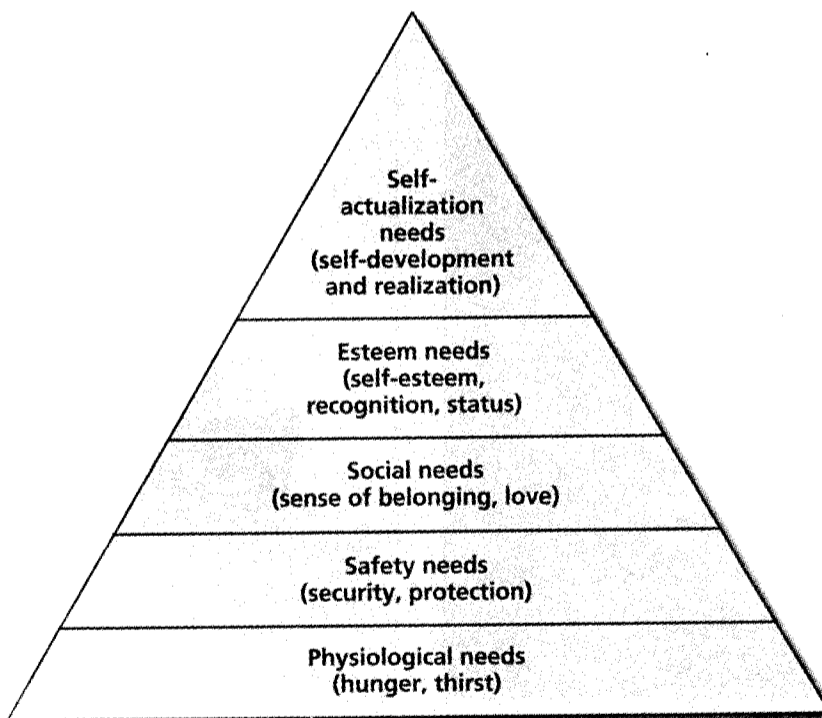 Self-
actualization
needs
(self-development
and realization)
Esteem needs
(self-esteem,
recognition, status)
Social needs
(sense of belonging, love)
Safety needs
(security, protection)
Physiological needs
(hunger, thirst)